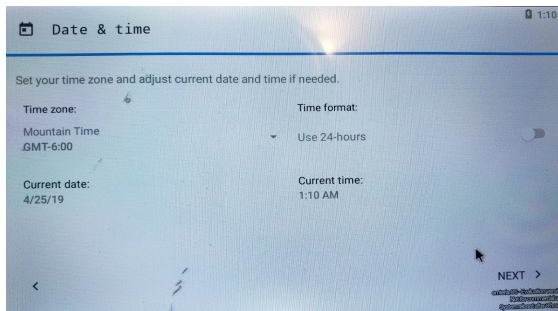 1:10
Date & time
Set your time zone and adjust current date and time if needed.
Time zone:
Time format:
Mountain Time
GMT-6:00
Use 24-hours
Current date:
4/25/19
Current time:
1:10 AM
NEXT